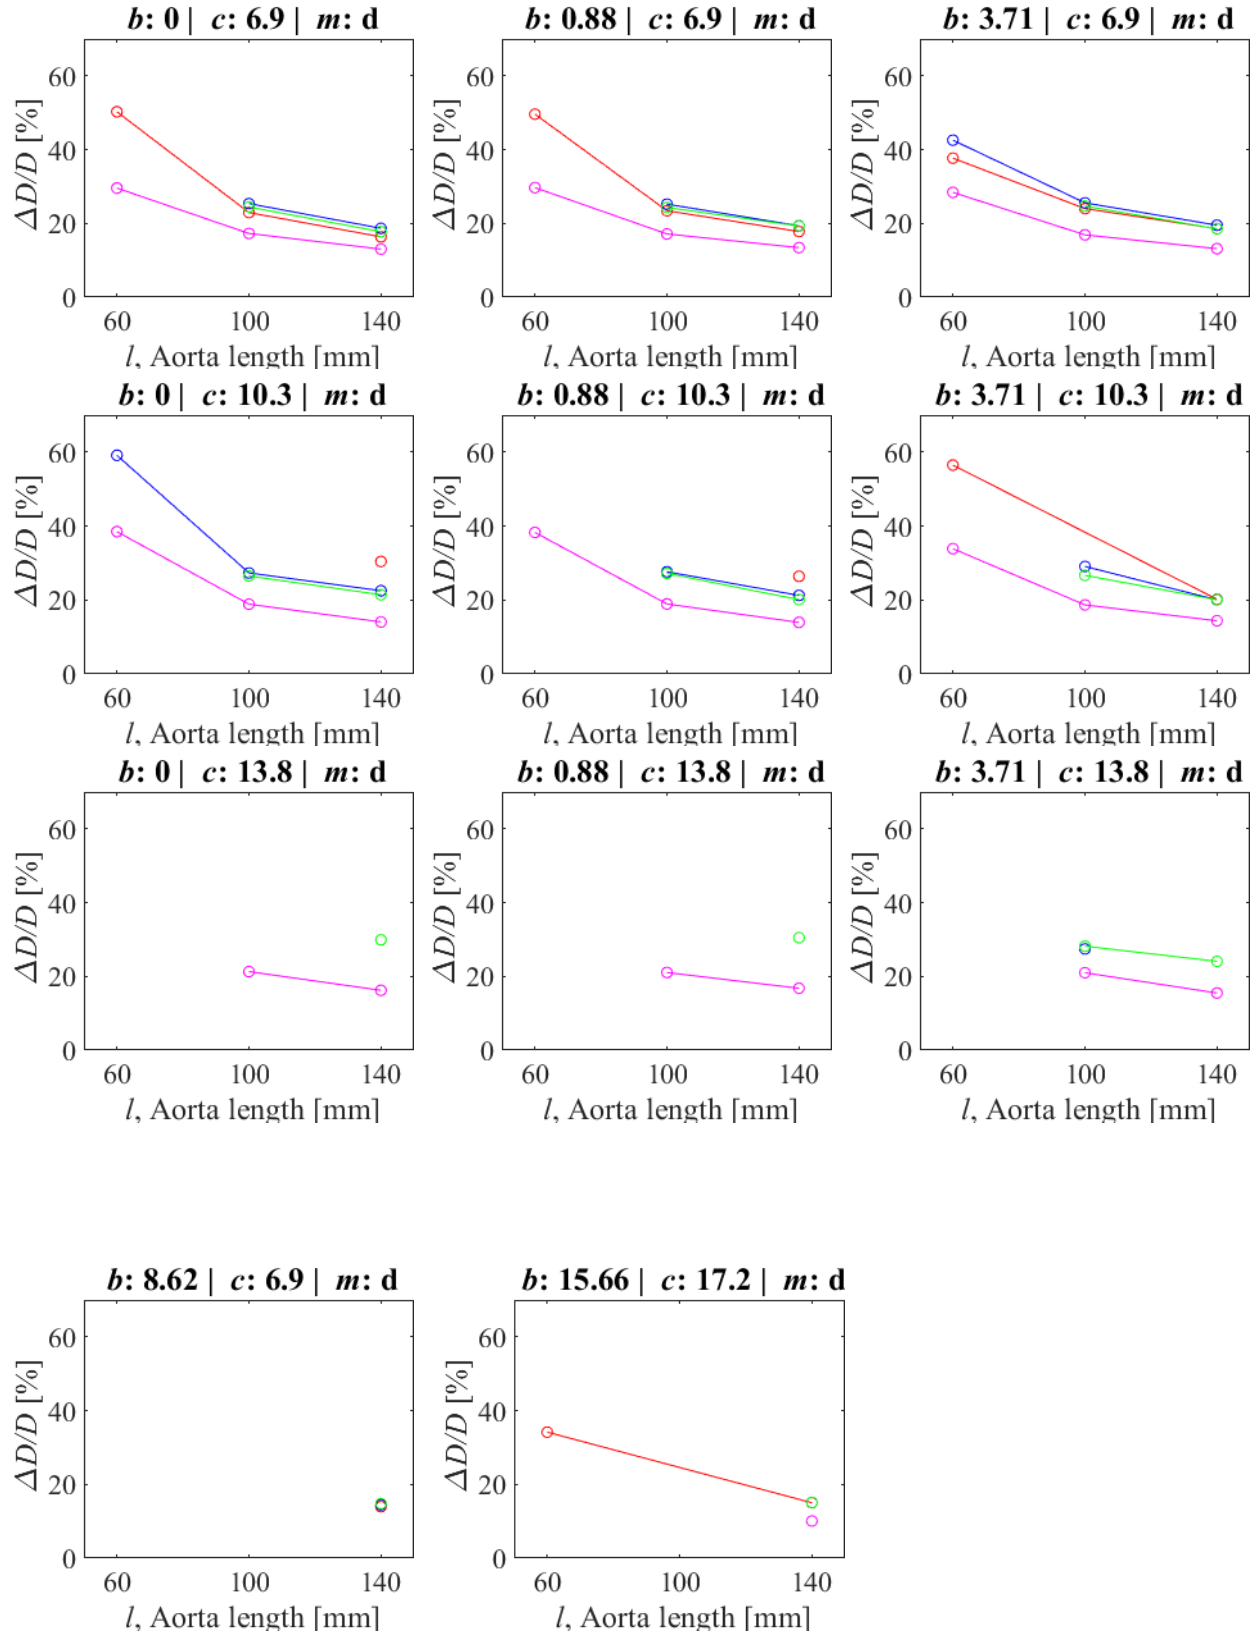 b: 0 | c: 6.9 | m: d
b: 0.88 | c: 6.9 | m: d
b: 3.71 | c: 6.9 | m: d
ΔD/D [%]
60
40
20
0
60 100 140
l, Aorta length [mm]
ΔD/D [%]
60
40
20
0
60 100 140
l, Aorta length [mm]
ΔD/D [%]
60
40
20
0
60 100 140
l, Aorta length [mm]
b: 0 | c: 10.3 | m: d
b: 0.88 | c: 10.3 | m: d
b: 3.71 | c: 10.3 | m: d
ΔD/D [%]
60
40
20
0
60 100 140
l, Aorta length [mm]
ΔD/D [%]
60
40
20
0
60 100 140
l, Aorta length [mm]
ΔD/D [%]
60
40
20
0
60 100 140
l, Aorta length [mm]
b: 0 | c: 13.8 | m: d
b: 0.88 | c: 13.8 | m: d
b: 3.71 | c: 13.8 | m: d
ΔD/D [%]
60
40
20
0
60 100 140
l, Aorta length [mm]
ΔD/D [%]
60
40
20
0
60 100 140
l, Aorta length [mm]
ΔD/D [%]
60
40
20
0
60 100 140
l, Aorta length [mm]
b: 8.62 | c: 6.9 | m: d
b: 15.66 | c: 17.2 | m: d
ΔD/D [%]
60
40
20
0
60 100 140
l, Aorta length [mm]
ΔD/D [%]
60
40
20
0
60 100 140
l, Aorta length [mm]